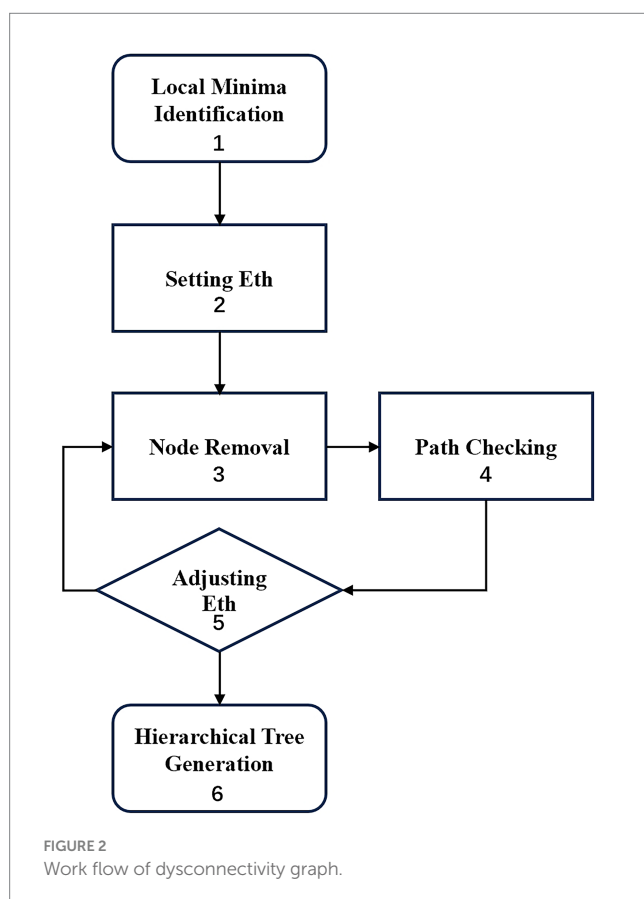 Local Minima
Identification
1
Setting Eth
2
Node Removal
3
Path Checking
4
Adjusting
Eth
5
Hierarchical Tree
Generation
6
FIGURE 2
Work flow of dysconnectivity graph.